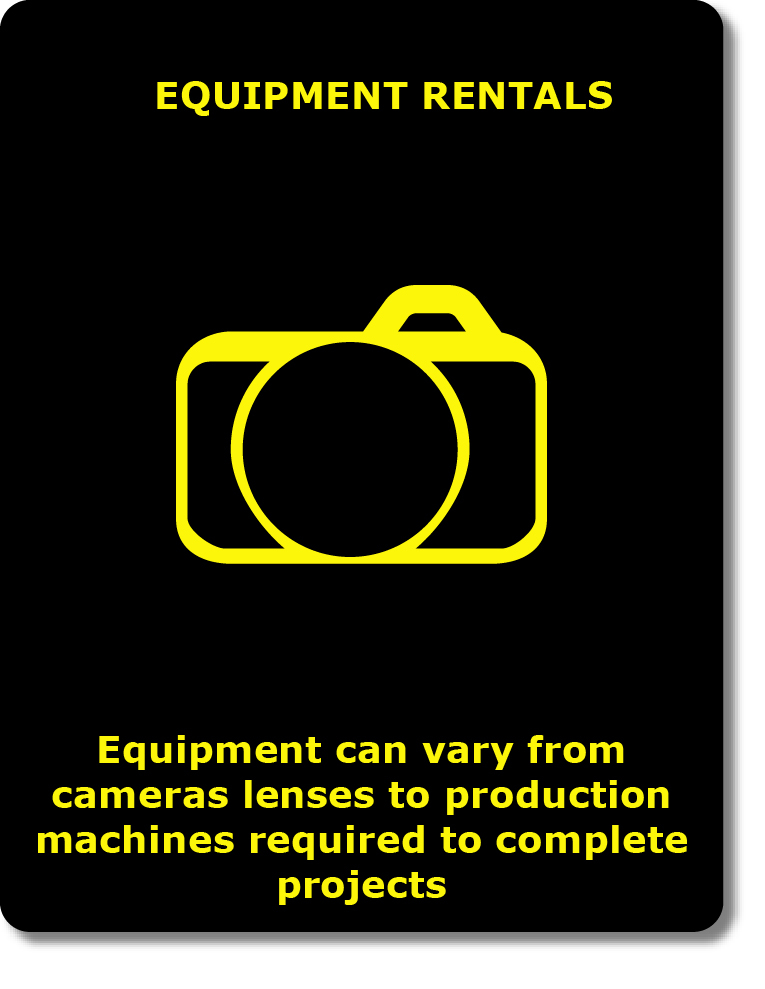 EQUIPMENT RENTALS
Equipment can vary from
cameras lenses to production
machines required to complete
projects